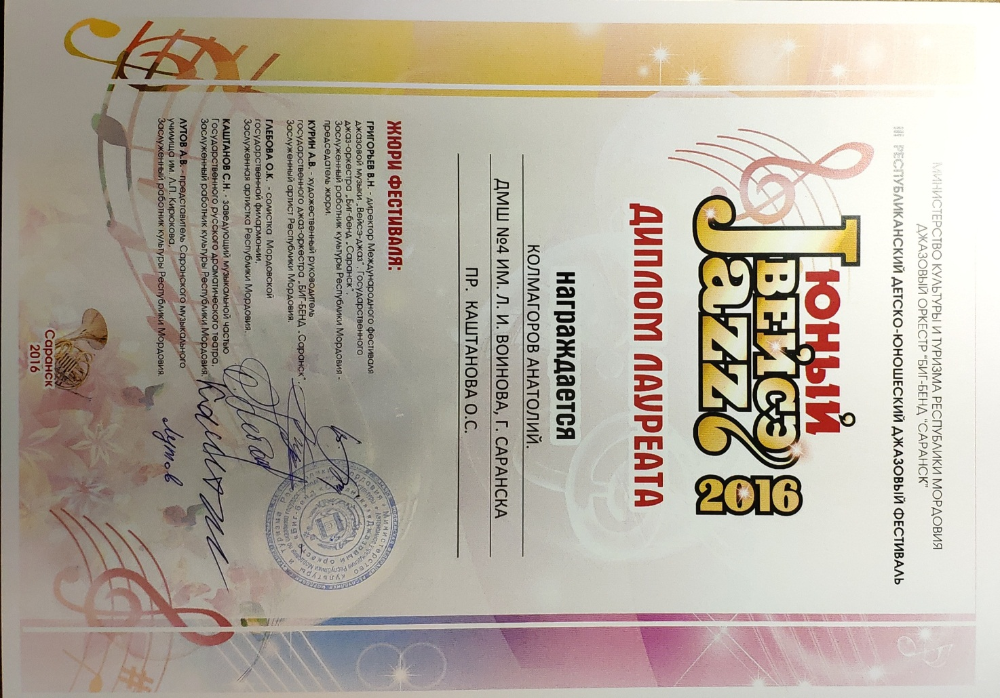 МИНИСТЕРСТВО КУЛЬТУРЫ И ТУРИЗМА РЕСПУБЛИКИ МОРДОВИЯ
ДЖАЗОВЫЙ ОРКЕСТР "БИГ-БЕНД "САРАНСК"
III РЕСПУБЛИКАНСКИЙ ДЕТСКО-ЮНОШЕСКИЙ ДЖАЗОВЫЙ ФЕСТИВАЛЬ
ЮНЫЙ
ВЕЙСЭ
Jazz 2016
ДИПЛОМ ЛАУРЕАТА
награждается
КОЛМАГОРОВ АНАТОЛИЙ.
ДМШ №4 ИМ. Л. И. ВОИНОВА, Г. САРАНСКА
ПР. КАШТАНОВА О.С.
ЖЮРИ ФЕСТИВАЛЯ:
ГРИГОРЬЕВ В.Н. - директор Международного фестиваля
джазовой музыки „Вейсэ-джаз", Государственного
джаз-оркестра „Биг-бенд „Саранск",
Заслуженный работник культуры Республики Мордовия -
председатель жюри.
КУРИН А.В. - художественный руководитель
государственного джаз-оркестра „БИГ-БЕНД „Саранск",
Заслуженный артист Республики Мордовия.
ГЛЕБОВА О.К. - солистка Мордовской
государственной филармонии,
Заслуженная артистка Республики Мордовия.
КАШТАНОВ С.Н. - заведующий музыкальной частью
Государственного русского драматического театра,
Заслуженный работник культуры Республики Мордовия.
ЛУТОВ А.В. - представитель Саранского музыкального
училища им. Л.П. Кирюкова,
Заслуженный работник культуры Республики Мордовия.
Лутов
Саранск
2016